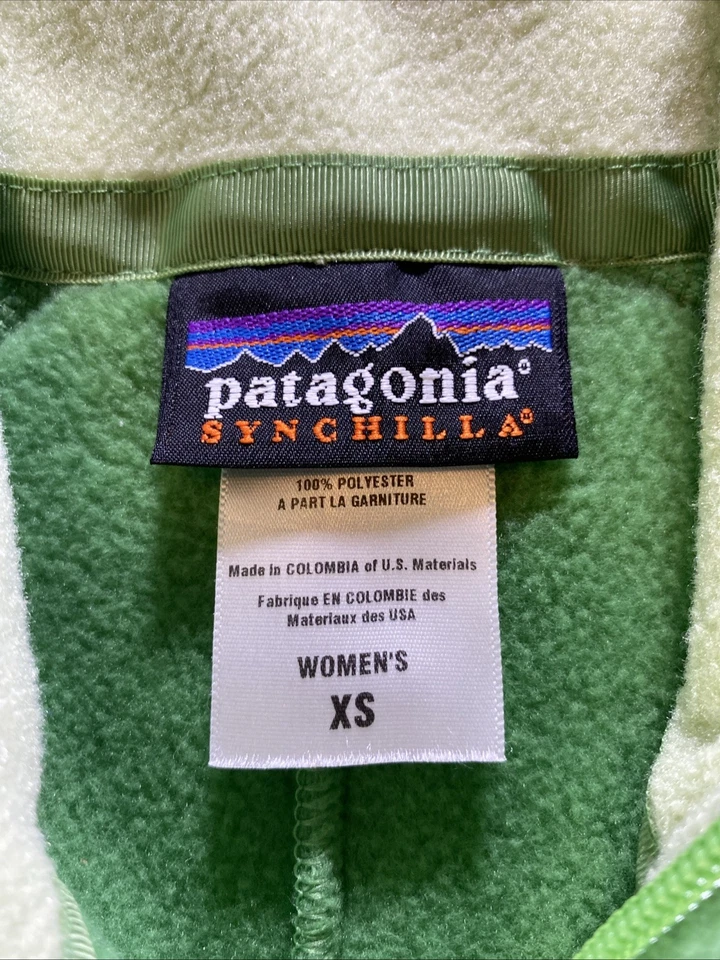 patagonia®
SYNCHILLA®
100% POLYESTER
A PART LA GARNITURE
Made in COLOMBIA of U.S. Materials
Fabrique EN COLOMBIE des
Materiaux des USA
WOMEN'S
XS